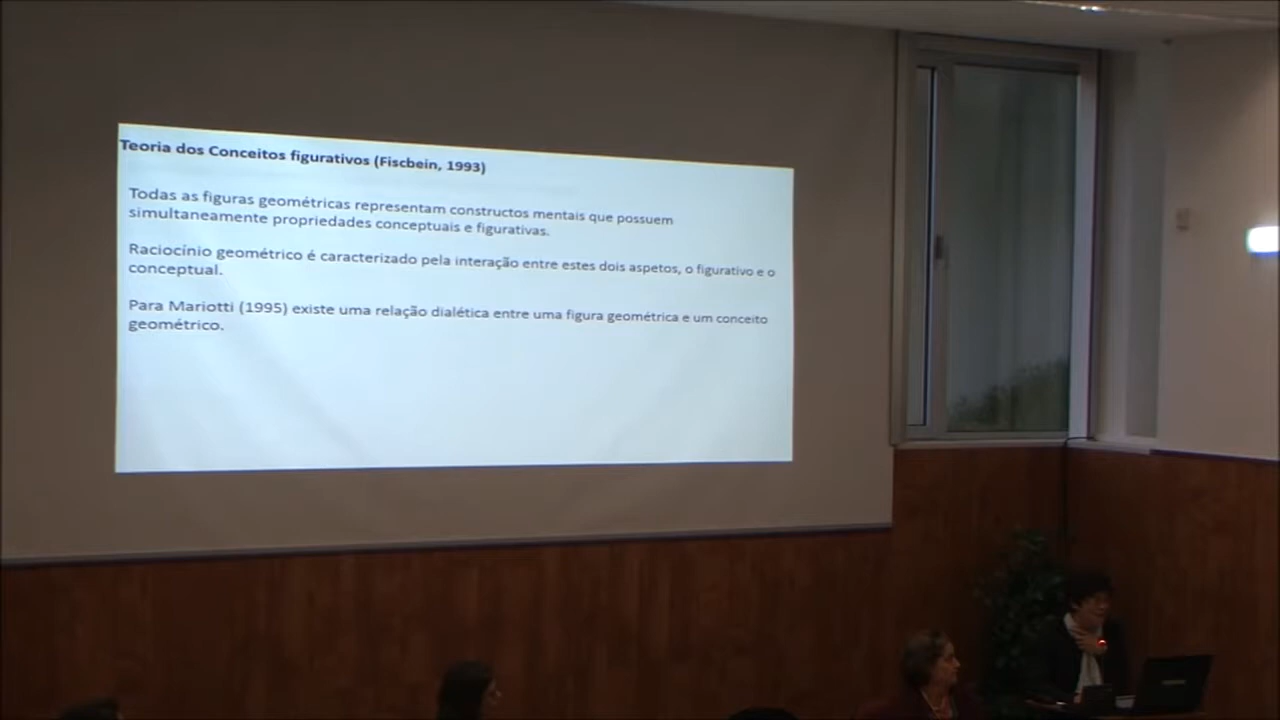 Teoria dos Conceitos figurativos (Fiscbein, 1993)
Todas as figuras geométricas representam constructos mentais que possuem
simultaneamente propriedades conceptuais e figurativas.
Raciocínio geométrico é caracterizado pela interação entre estes dois aspetos, o figurativo e o
conceptual.
Para Mariotti (1995) existe uma relação dialética entre uma figura geométrica e um conceito
geométrico.